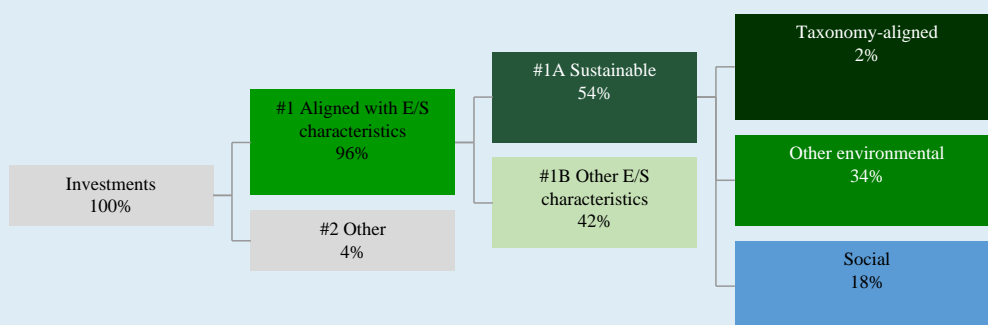 Investments
100%
#1 Aligned with E/S
characteristics
96%
#2 Other
4%
#1A Sustainable
54%
#1B Other E/S
characteristics
42%
Taxonomy-aligned
2%
Other environmental
34%
Social
18%